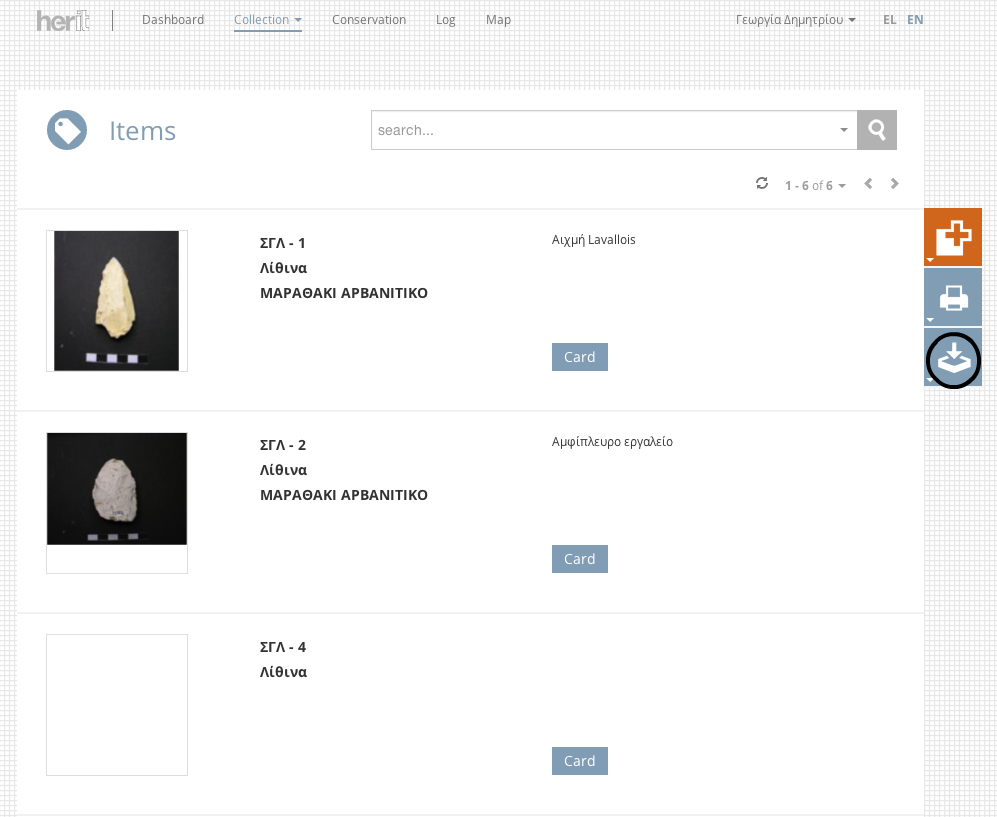 herit
Dashboard Collection Conservation Log Map Γεωργία Δημητρίου EL EN
Items
search...
1 - 6 of 6
ΣΓΛ - 1
Λίθινα
ΜΑΡΑΘΑΚΙ ΑΡΒΑΝΙΤΙΚΟ
Αιχμή Lavallois
Card
ΣΓΛ - 2
Λίθινα
ΜΑΡΑΘΑΚΙ ΑΡΒΑΝΙΤΙΚΟ
Αμφίπλευρο εργαλείο
Card
ΣΓΛ - 4
Λίθινα
Card